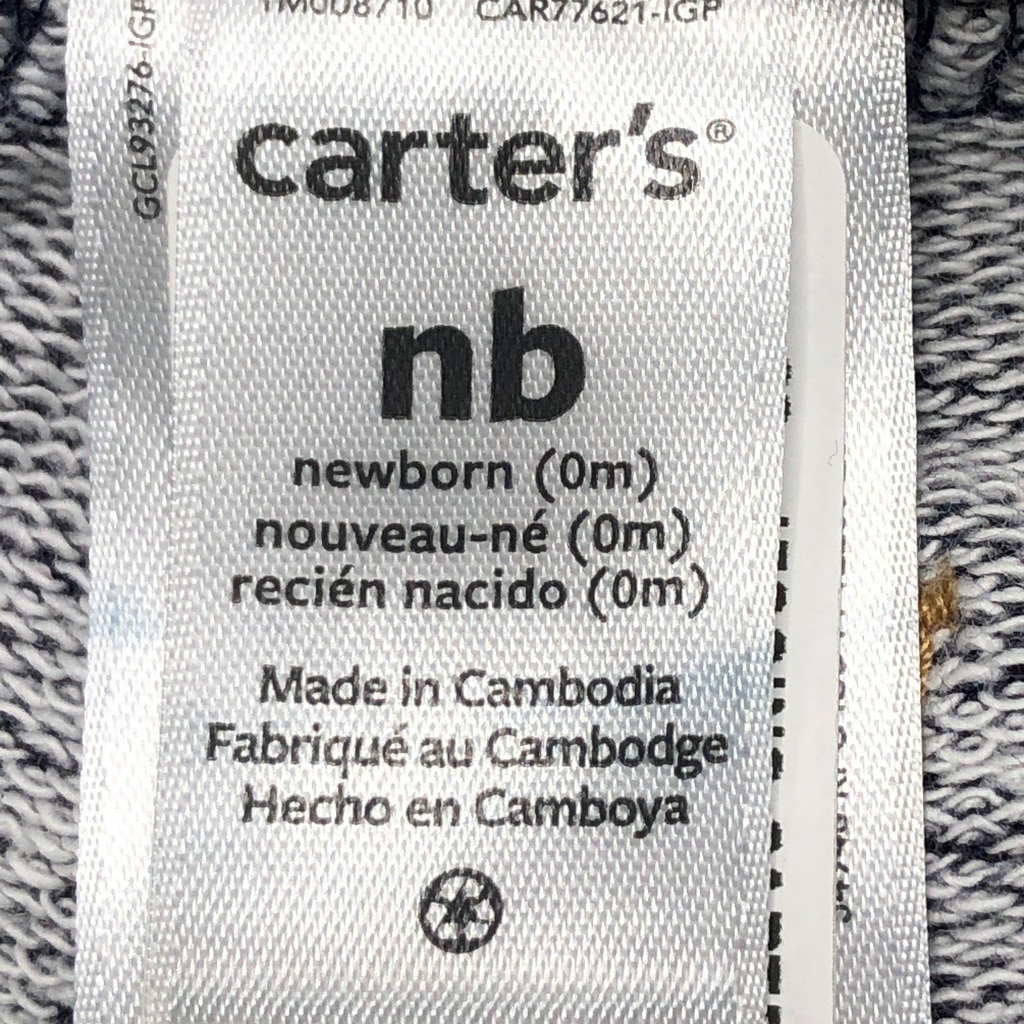 CAR77621-IGP
GCL93276-IGP
carter's®
nb
newborn (0m)
nouveau-né (0m)
recién nacido (0m)
Made in Cambodia
Fabriqué au Cambodge
Hecho en Camboya